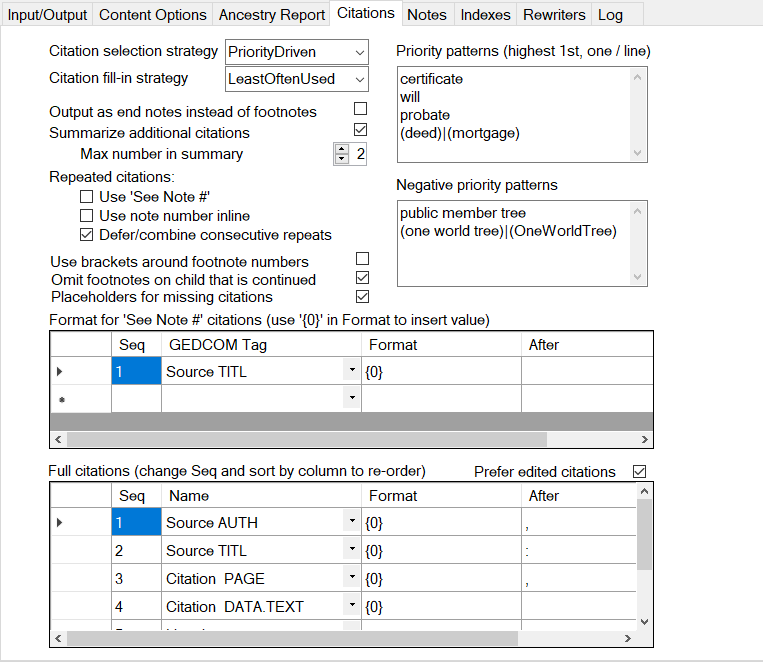 Input/Output Content Options Ancestry Report Citations Notes Indexes Rewriters Log
Citation selection strategy PriorityDriven
Citation fill-in strategy LeastOftenUsed
Output as end notes instead of footnotes
Summarize additional citations
Max number in summary 2
Repeated citations:
Use 'See Note #'
Use note number inline
Defer/combine consecutive repeats
Use brackets around footnote numbers
Omit footnotes on child that is continued
Placeholders for missing citations
Priority patterns (highest 1st, one / line)
certificate
will
probate
(deed)|(mortgage)
Negative priority patterns
public member tree
(one world tree)|(OneWorldTree)
Format for 'See Note #' citations (use '{0}' in Format to insert value)
Seq GEDCOM Tag Format After
1 Source TITL {0}
Full citations (change Seq and sort by column to re-order) Prefer edited citations
Seq Name Format After
1 Source AUTH {0} ,
2 Source TITL {0} :
3 Citation PAGE {0} ,
4 Citation DATA.TEXT {0}